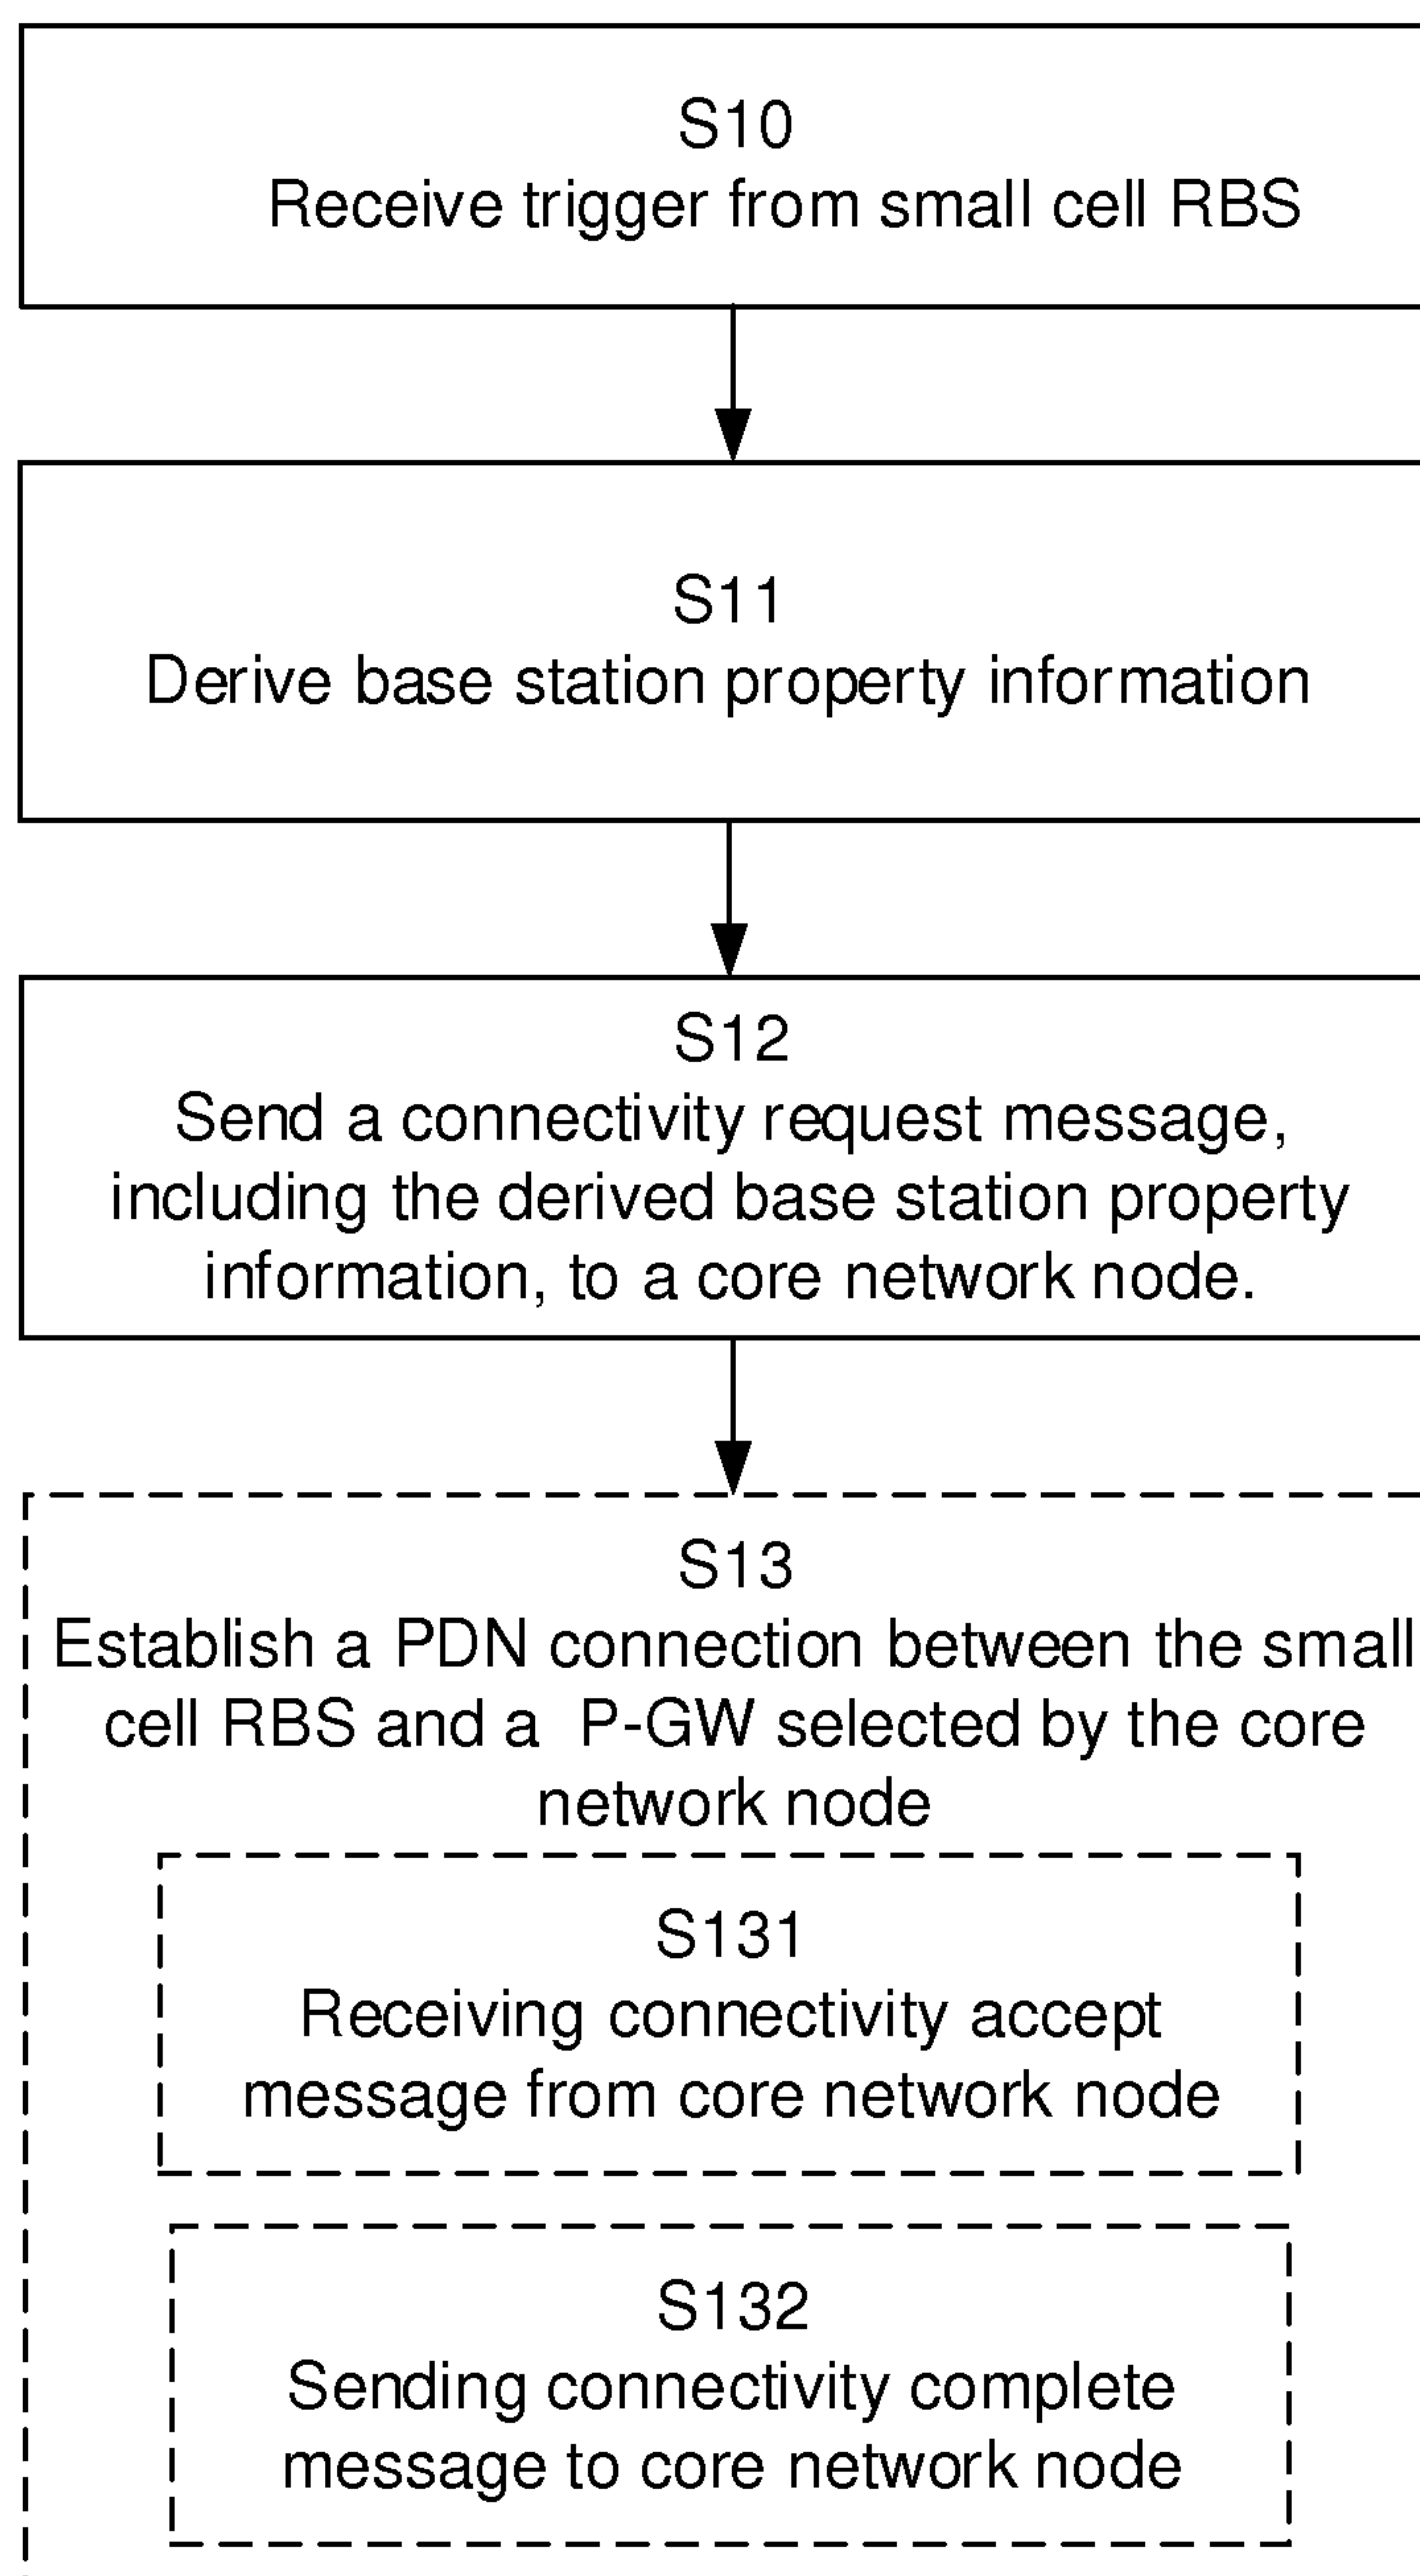 S10
Receive trigger from small cell RBS
S11
Derive base station property information
S12
Send a connectivity request message,
including the derived base station property
information, to a core network node.
S13
Establish a PDN connection between the small
cell RBS and a P-GW selected by the core
network node
S131
Receiving connectivity accept
message from core network node
S132
Sending connectivity complete
message to core network node